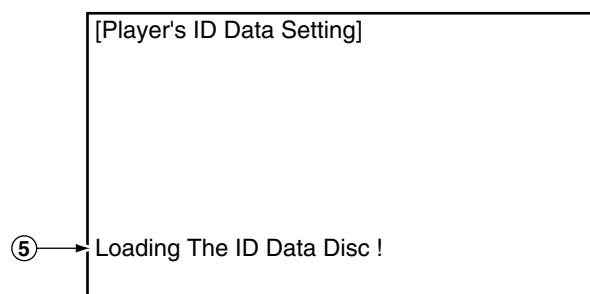 [Player's ID Data Setting]
⑤ Loading The ID Data Disc !